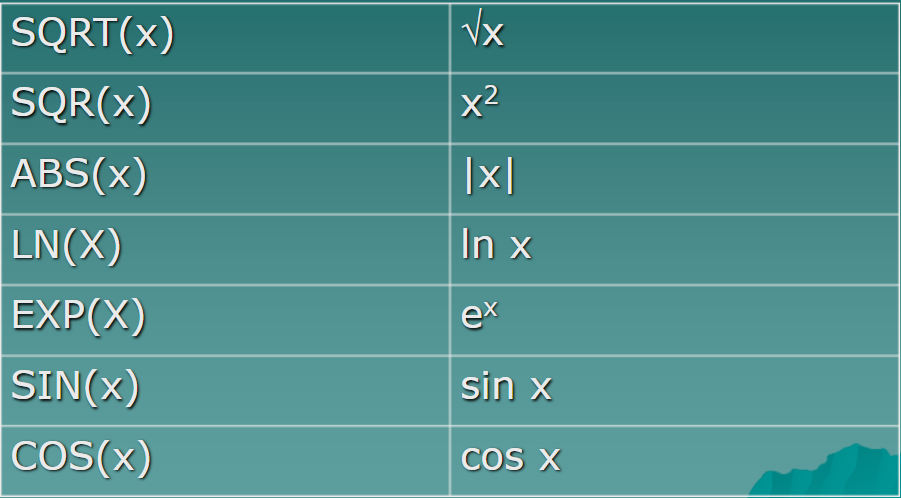 SQRT(x) √x
SQR(x) x²
ABS(x) |x|
LN(X) ln x
EXP(X) eˣ
SIN(x) sin x
COS(x) cos x